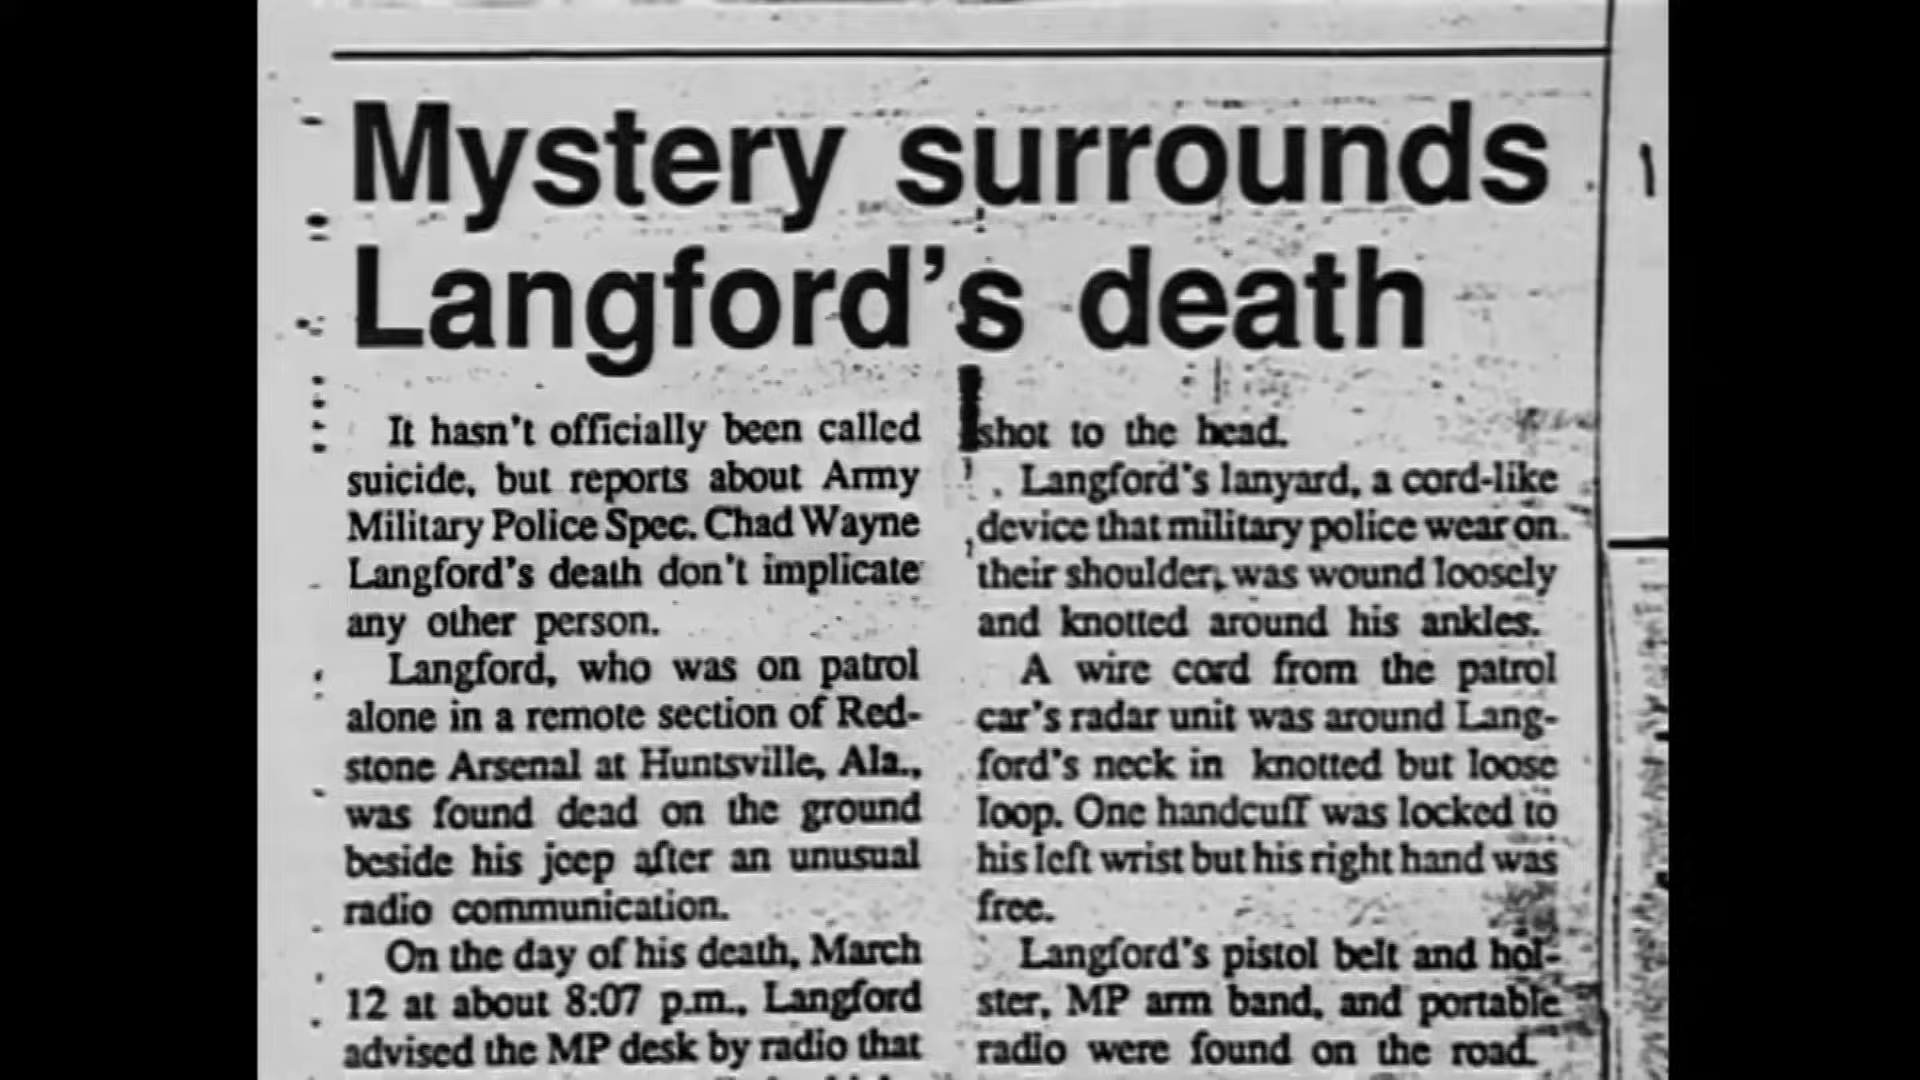 Mystery surrounds
Langford's death
It hasn't officially been called
suicide, but reports about Army
Military Police Spec. Chad Wayne
Langford's death don't implicate
any other person.
Langford, who was on patrol
alone in a remote section of Red-
stone Arsenal at Huntsville, Ala.,
was found dead on the ground
beside his jeep after an unusual
radio communication.
On the day of his death, March
12 at about 8:07 p.m., Langford
advised the MP desk by radio that
shot to the head.
Langford's lanyard, a cord-like
device that military police wear on
their shoulder, was wound loosely
and knotted around his ankles.
A wire cord from the patrol
car's radar unit was around Lang-
ford's neck in knotted but loose
loop. One handcuff was locked to
his left wrist but his right hand was
free.
Langford's pistol belt and hol-
ster, MP arm band, and portable
radio were found on the road.